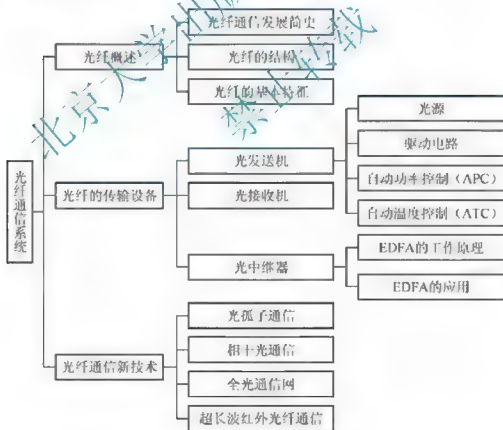 光纤通信系统
光纤概述
光纤通信发展简史
光纤的结构
光纤的基本特征
光纤的传输设备
光发送机
光源
驱动电路
自动功率控制（APC）
自动温度控制（ATC）
光接收机
光中继器
EDFA的工作原理
EDFA的应用
光纤通信新技术
光孤子通信
相干光通信
全光通信网
超长波红外光纤通信
北京大学出版
禁止转载